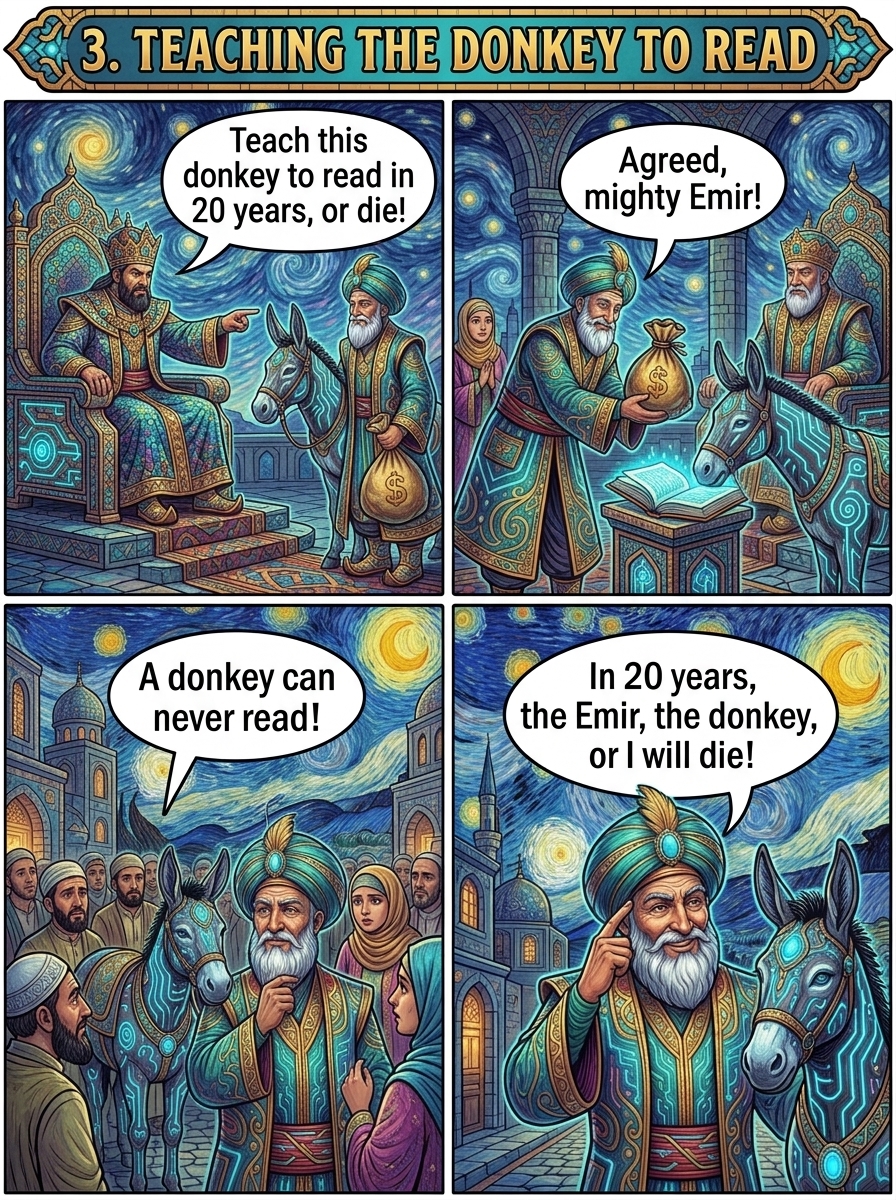 3. TEACHING THE DONKEY TO READ
Teach this
donkey to read in
20 years, or die!
$
Agreed,
mighty Emir!
$
A donkey can
never read!
In 20 years,
the Emir, the donkey,
or I will die!